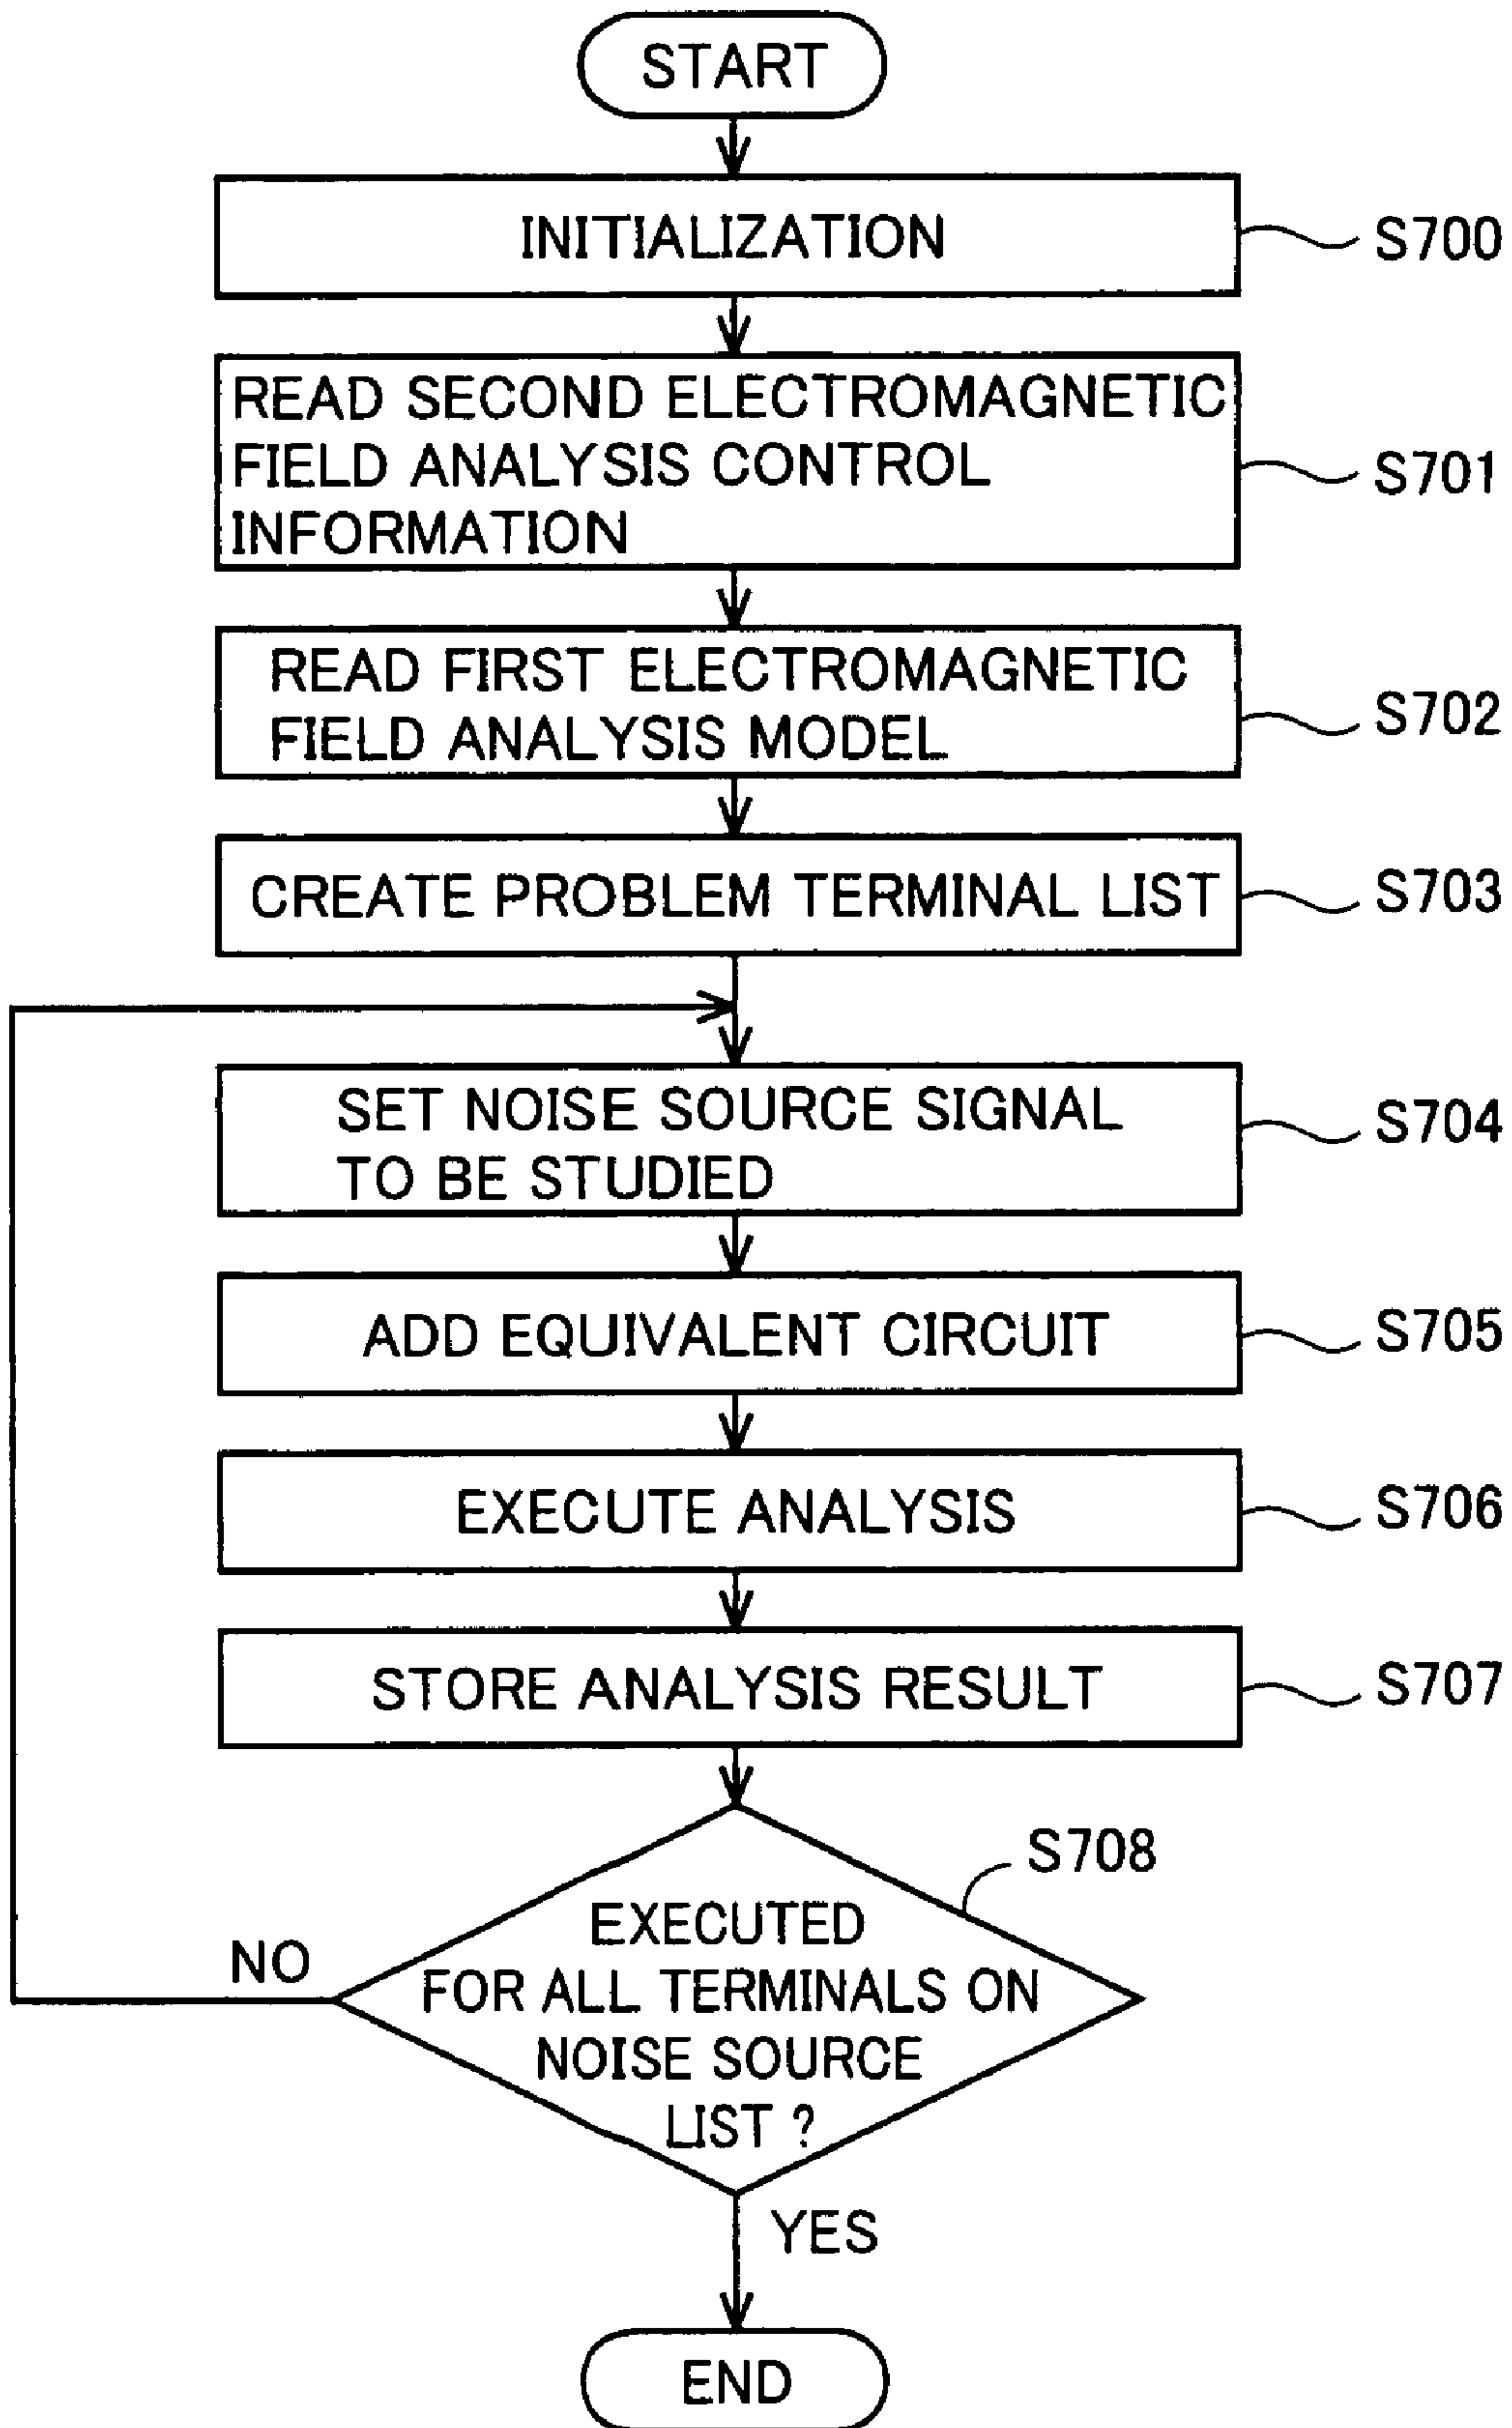 START
INITIALIZATION
S700
READ SECOND ELECTROMAGNETIC
FIELD ANALYSIS CONTROL
INFORMATION
S701
READ FIRST ELECTROMAGNETIC
FIELD ANALYSIS MODEL
S702
CREATE PROBLEM TERMINAL LIST
S703
SET NOISE SOURCE SIGNAL
TO BE STUDIED
S704
ADD EQUIVALENT CIRCUIT
S705
EXECUTE ANALYSIS
S706
STORE ANALYSIS RESULT
S707
S708
EXECUTED
FOR ALL TERMINALS ON
NOISE SOURCE
LIST ?
NO
YES
END